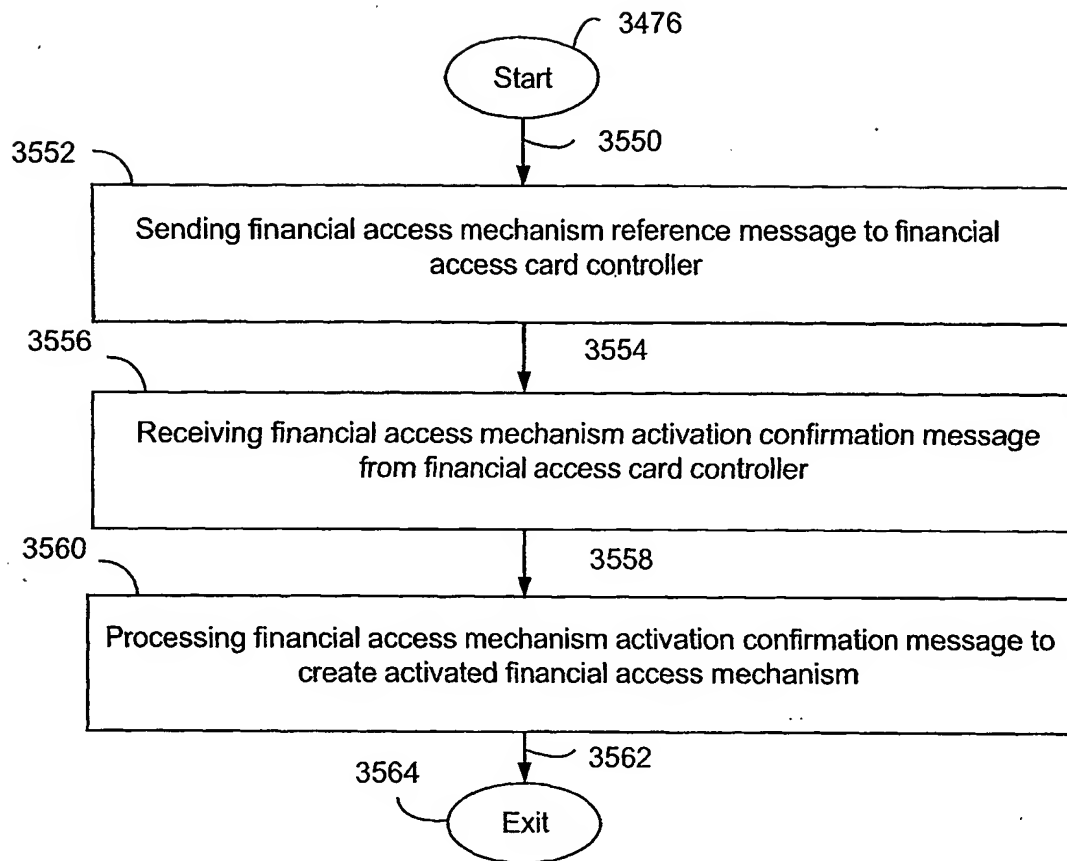 3476
Start
3550
3552
Sending financial access mechanism reference message to financial
access card controller
3554
3556
Receiving financial access mechanism activation confirmation message
from financial access card controller
3558
3560
Processing financial access mechanism activation confirmation message to
create activated financial access mechanism
3562
3564
Exit